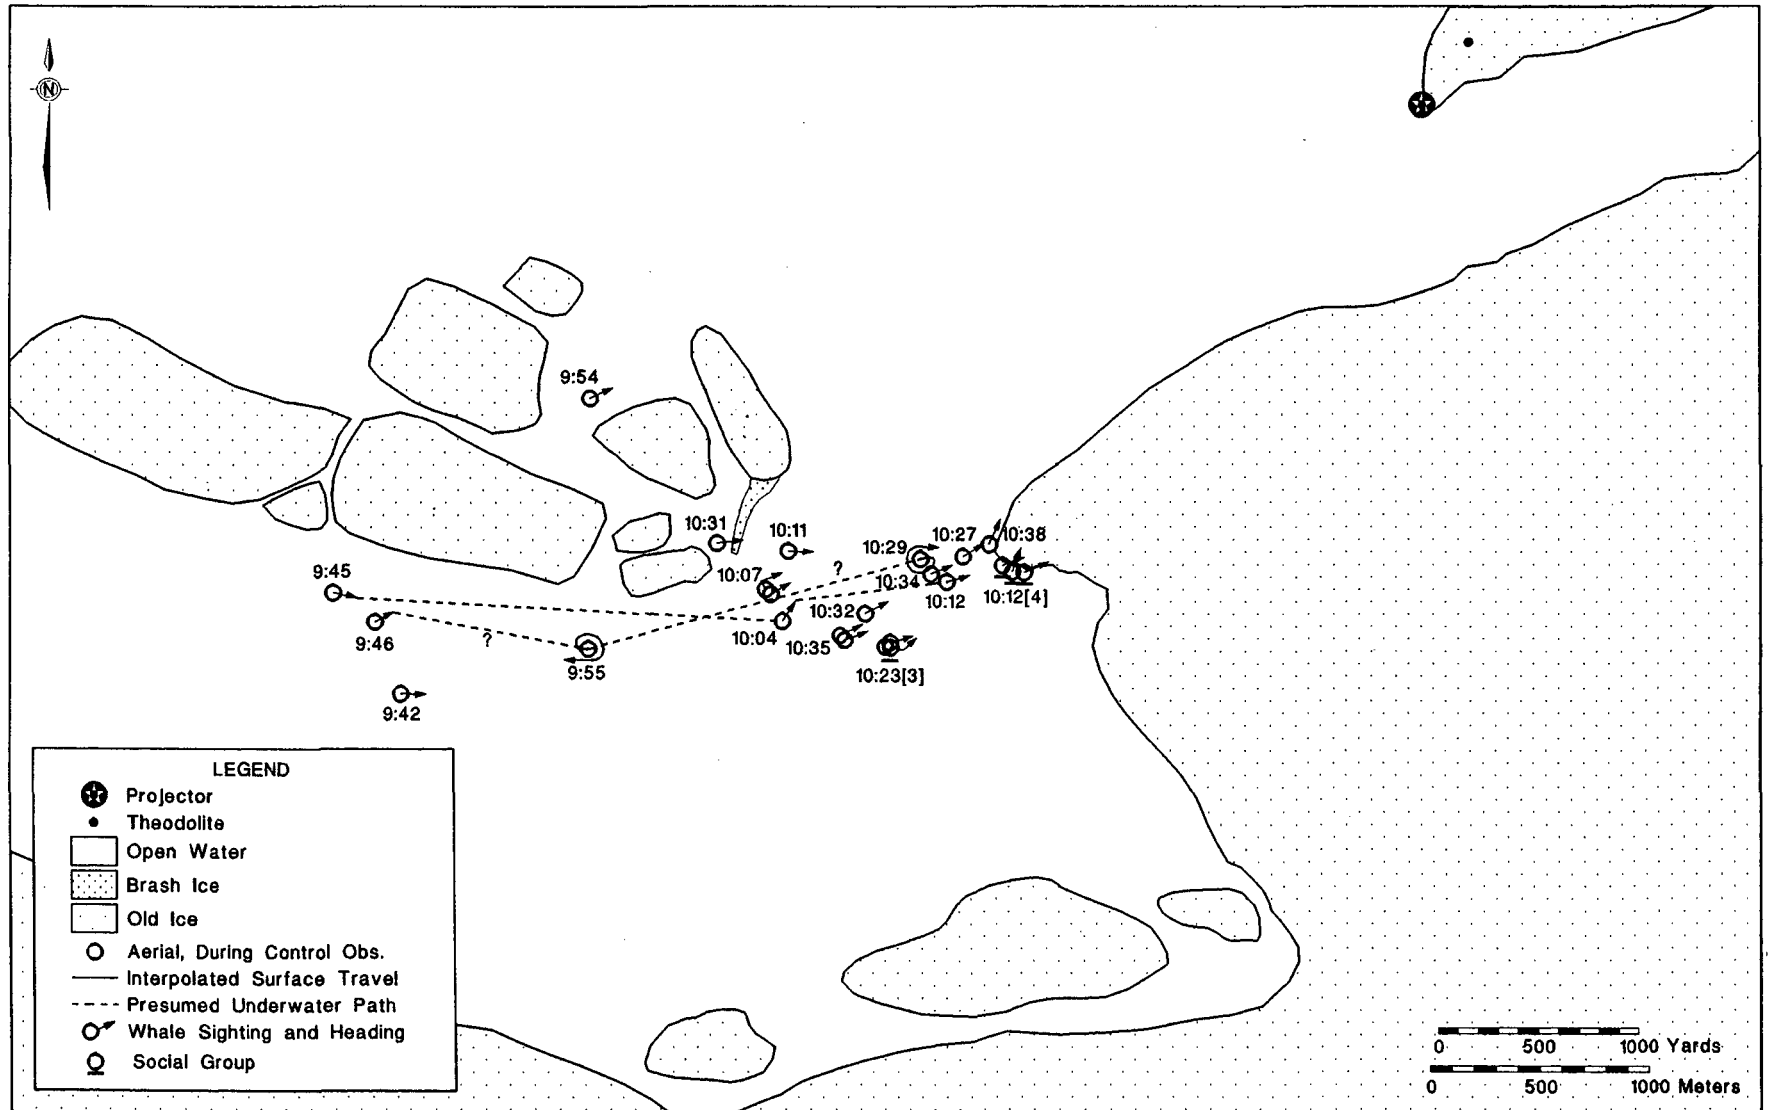 N
9:54
10:31
10:11
10:29
10:27
10:38
9:45
10:07
?
10:34
10:12
10:12[4]
9:46
?
10:04
10:32
10:35
9:55
10:23[3]
9:42
LEGEND
Projector
Theodolite
Open Water
Brash Ice
Old Ice
Aerial, During Control Obs.
Interpolated Surface Travel
Presumed Underwater Path
Whale Sighting and Heading
Social Group
0 500 1000 Yards
0 500 1000 Meters